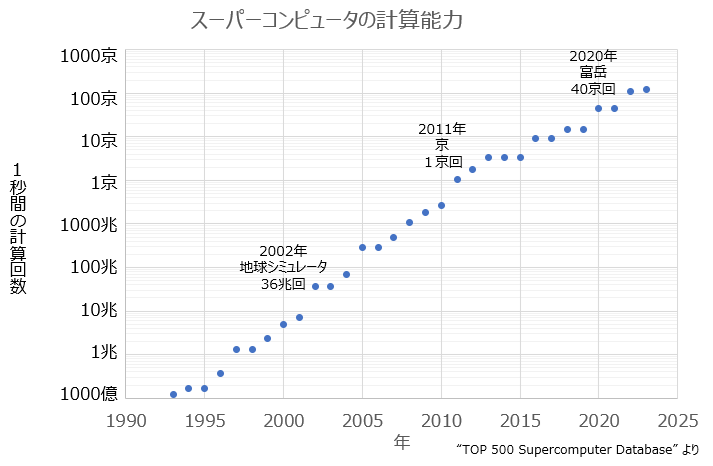 スーパーコンピュータの計算能力
1000京
100京
10京
1京
1000兆
100兆
10兆
1兆
1000億
1秒間の計算回数
2020年
富岳
40京回
2011年
京
1京回
2002年
地球シミュレータ
36兆回
1990
1995
2000
2005
2010
2015
2020
2025
年
“TOP 500 Supercomputer Database” より